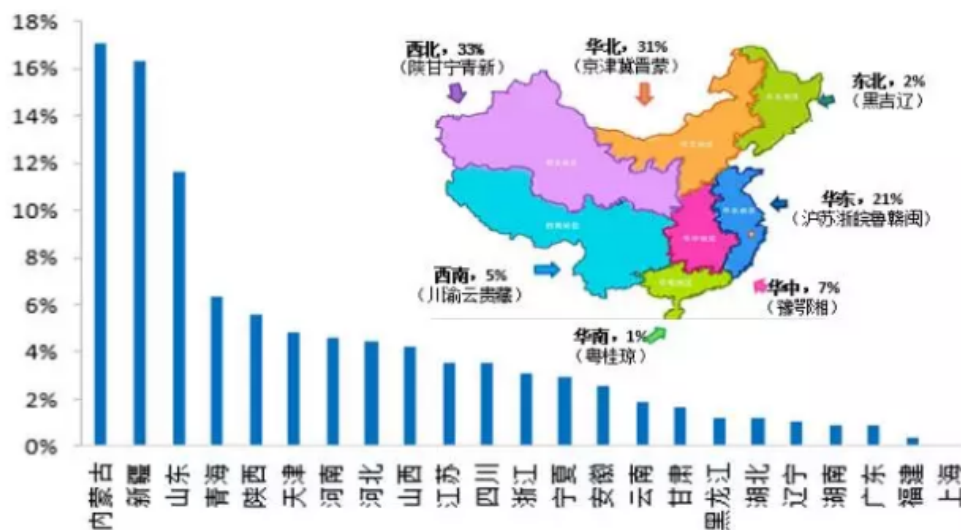 18%
16%
14%
12%
10%
8%
6%
4%
2%
0%
西北，33%
（陕甘宁青新）
华北，31%
（京津冀晋蒙）
东北，2%
（黑吉辽）
华东，21%
（沪苏浙皖鲁赣闽）
西南，5%
（川渝云贵藏）
华中，7%
（豫鄂湘）
华南，1%
（粤桂琼）
内蒙古
新疆
山东
青海
陕西
天津
河南
河北
山西
江苏
四川
浙江
宁夏
安徽
云南
甘肃
黑龙江
湖北
辽宁
湖南
广东
福建
上海